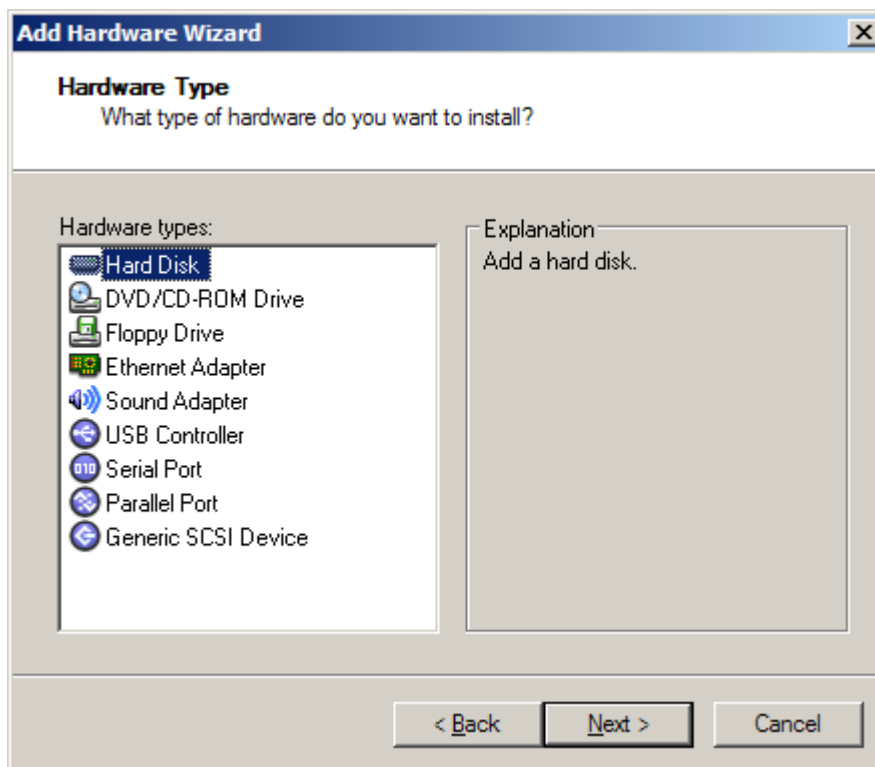 Add Hardware Wizard
Hardware Type
What type of hardware do you want to install?
Hardware types:
Hard Disk
DVD/CD-ROM Drive
Floppy Drive
Ethernet Adapter
Sound Adapter
USB Controller
Serial Port
Parallel Port
Generic SCSI Device
Explanation
Add a hard disk.
< Back
Next >
Cancel